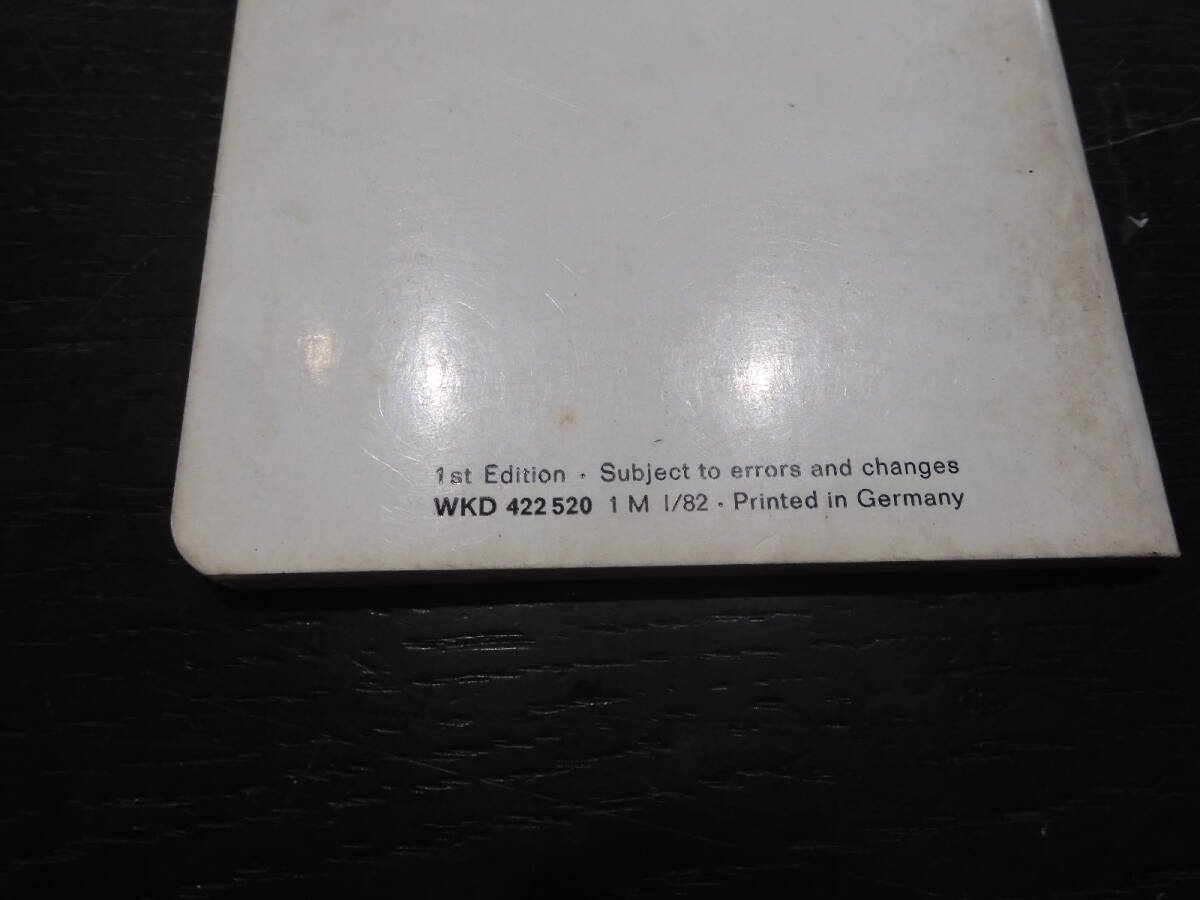 1st Edition · Subject to errors and changes
WKD 422 520 1 M I/82 · Printed in Germany